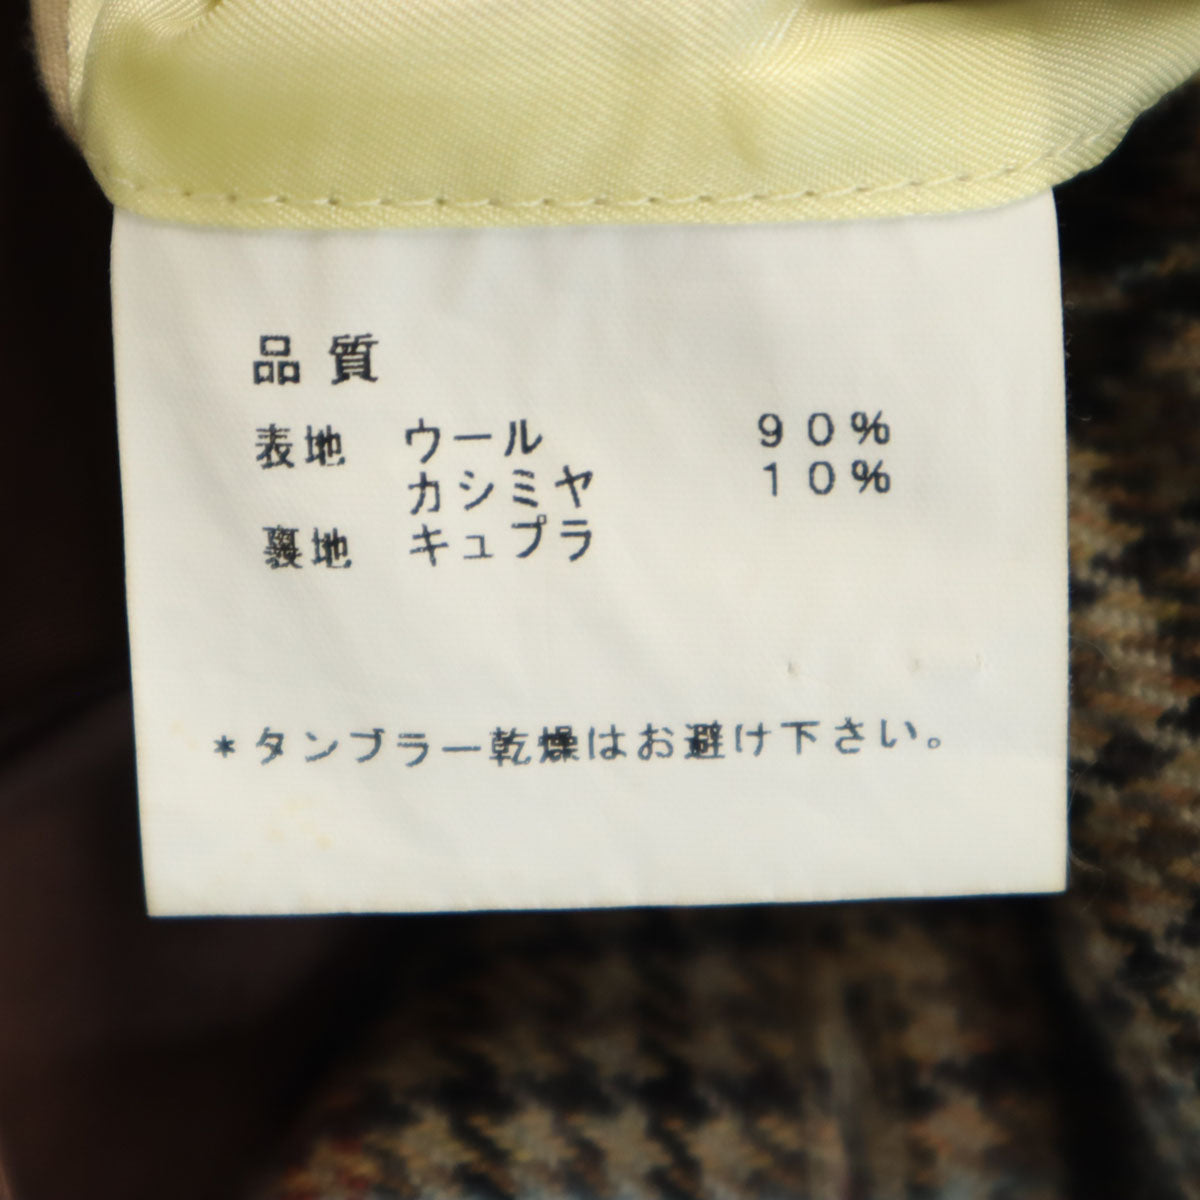 品質
表地 ウール 90%
カシミヤ 10%
裏地 キュプラ
*タンブラー乾燥はお避け下さい。